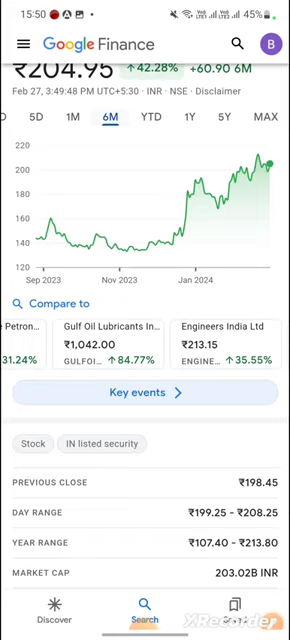 15:50
45%
Google Finance
B
₹204.95 ↑42.28% +60.90 6M
Feb 27, 3:49:48 PM UTC+5:30 · INR · NSE · Disclaimer
D 5D 1M 6M YTD 1Y 5Y MAX
220
200
180
160
140
120
Sep 2023 Nov 2023 Jan 2024
Compare to
e Petron... Gulf Oil Lubricants In... Engineers India Ltd
₹1,042.00 ₹213.15
31.24% GULFOI... ↑84.77% ENGINE... ↑35.55%
Key events
Stock IN listed security
PREVIOUS CLOSE ₹198.45
DAY RANGE ₹199.25 - ₹208.25
YEAR RANGE ₹107.40 - ₹213.80
MARKET CAP 203.02B INR
Discover Search
XRecorder